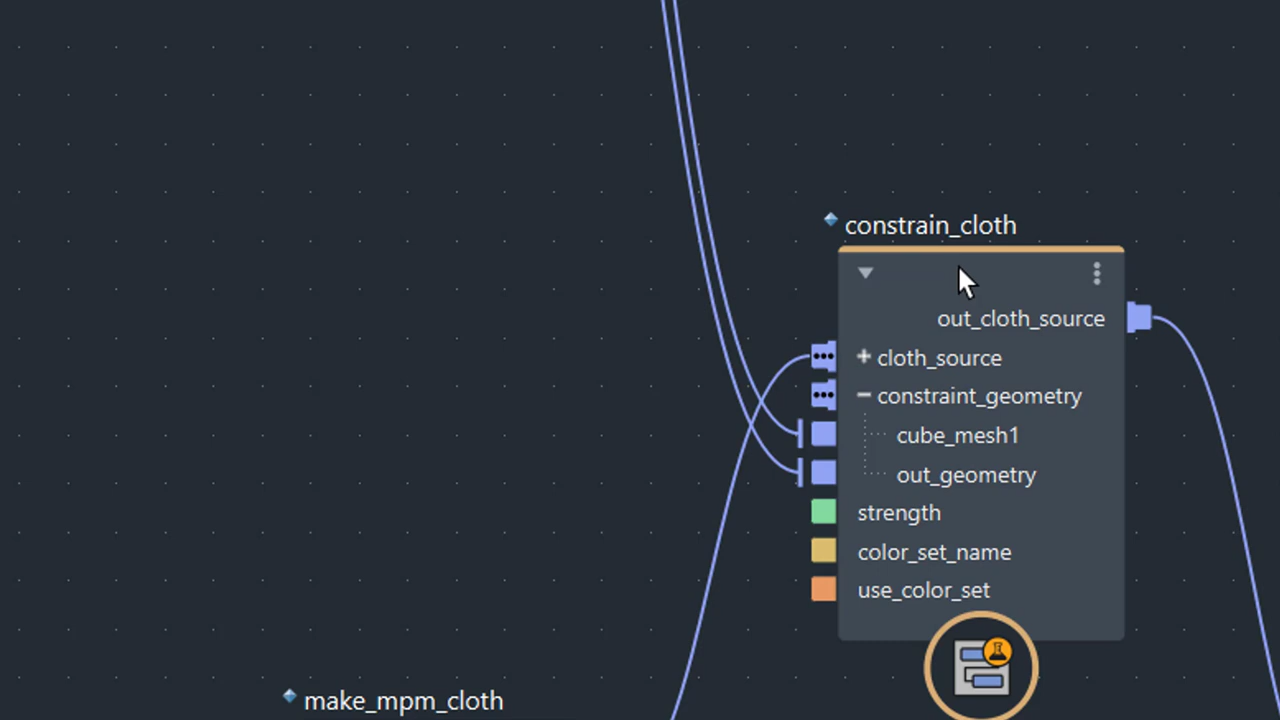 constrain_cloth
out_cloth_source
cloth_source
constraint_geometry
cube_mesh1
out_geometry
strength
color_set_name
use_color_set
make_mpm_cloth